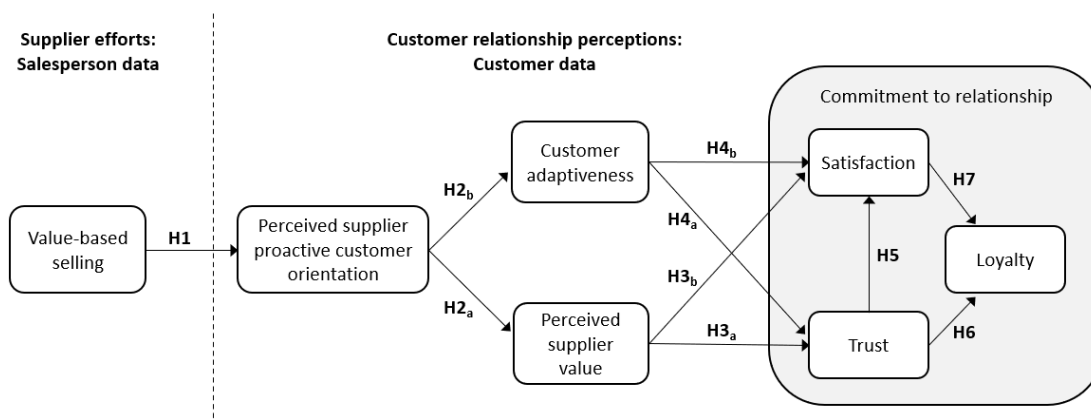 Supplier efforts:
Salesperson data
Customer relationship perceptions:
Customer data
Commitment to relationship
Customer
adaptiveness
H4b
Satisfaction
H7
H2b
H4a
Value-based
selling
H1
Perceived supplier
proactive customer
orientation
H5
Loyalty
H3b
H2a
Perceived
supplier
value
H3a
Trust
H6